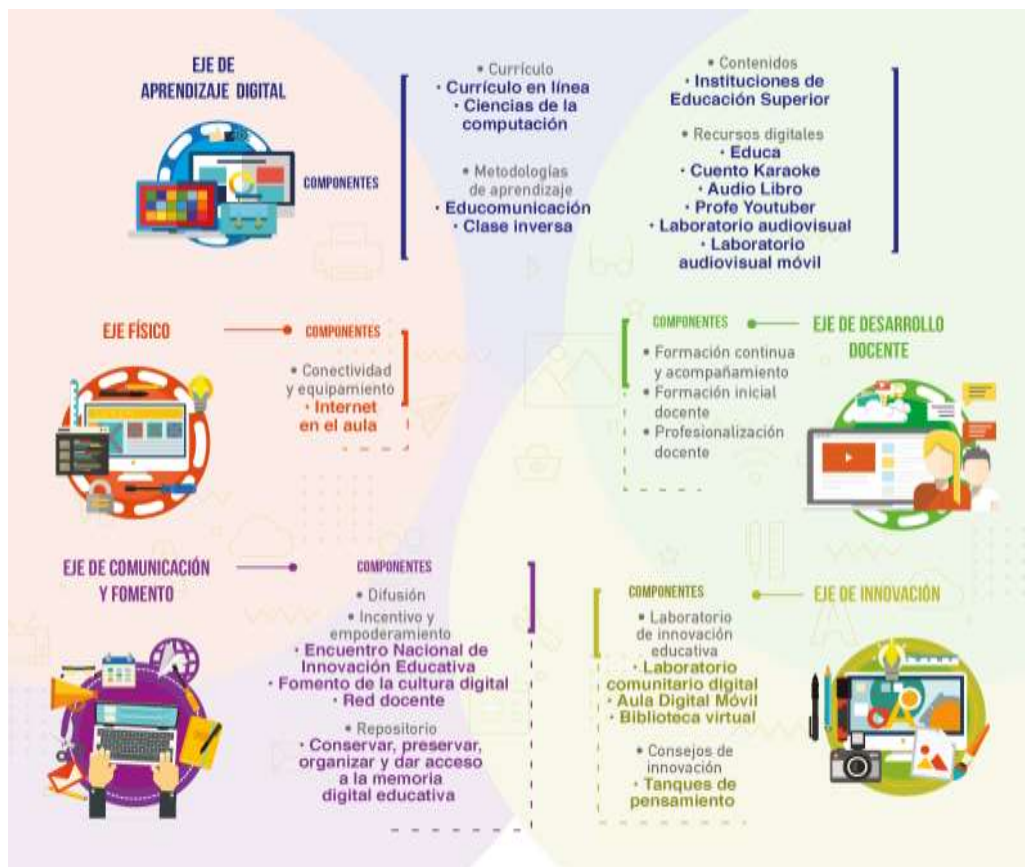 EJE DE
APRENDIZAJE DIGITAL
COMPONENTES
• Currículo
· Currículo en línea
· Ciencias de la
computación
• Metodologías
de aprendizaje
· Educomunicación
· Clase inversa
• Contenidos
· Instituciones de
Educación Superior
• Recursos digitales
· Educa
· Cuento Karaoke
· Audio Libro
· Profe Youtuber
· Laboratorio audiovisual
· Laboratorio
audiovisual móvil
EJE FÍSICO
COMPONENTES
• Conectividad
y equipamiento
· Internet
en el aula
COMPONENTES
EJE DE DESARROLLO
DOCENTE
• Formación continua
y acompañamiento
• Formación inicial
docente
• Profesionalización
docente
EJE DE COMUNICACIÓN
Y FOMENTO
COMPONENTES
• Difusión
• Incentivo y
empoderamiento
· Encuentro Nacional de
Innovación Educativa
· Fomento de la cultura digital
· Red docente
• Repositorio
· Conservar, preservar,
organizar y dar acceso
a la memoria
digital educativa
COMPONENTES
EJE DE INNOVACIÓN
• Laboratorio
de innovación
educativa
· Laboratorio
comunitario digital
· Aula Digital Móvil
· Biblioteca virtual
• Consejos de
innovación
· Tanques de
pensamiento